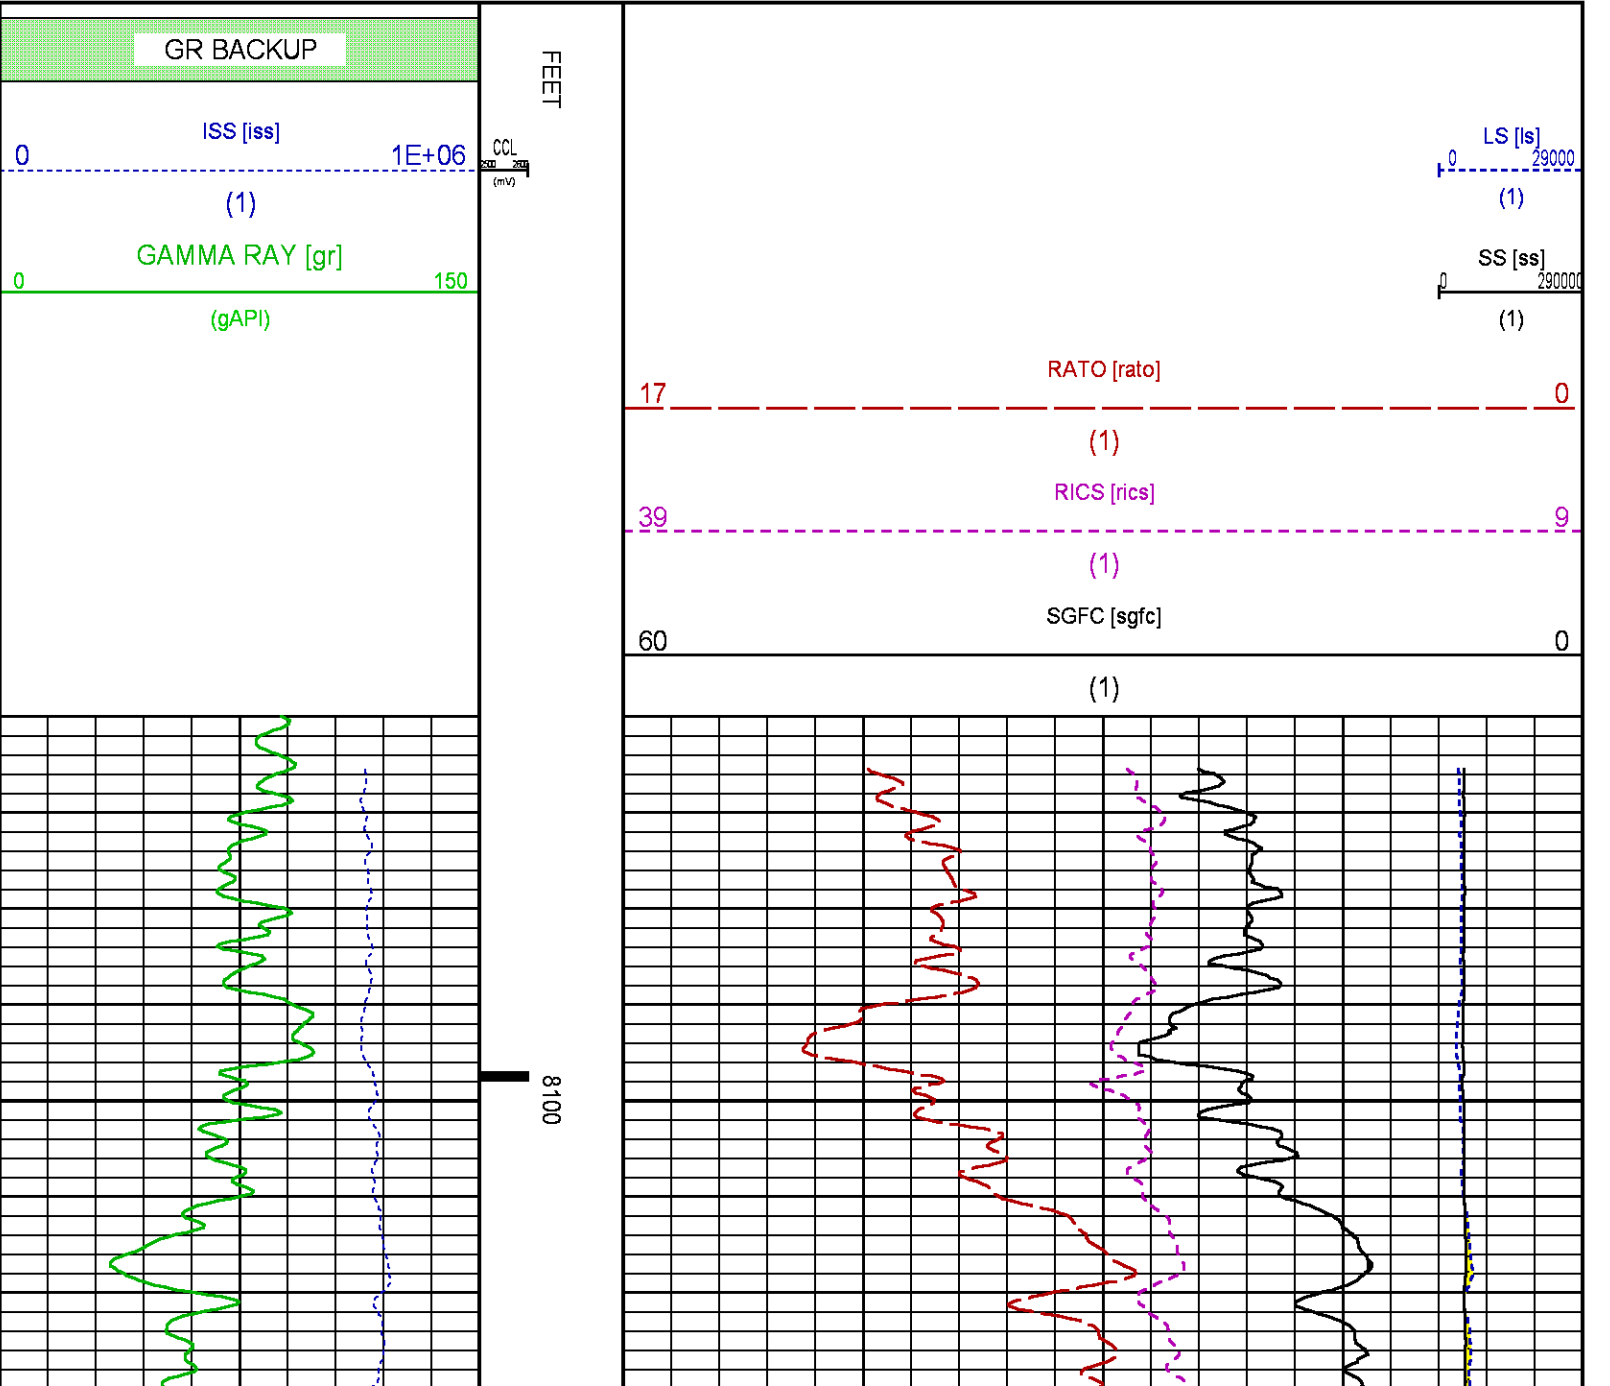 GR BACKUP
FEET
ISS [iss]
0 1E+06
(1)
CCL
(mV)
LS [ls]
0 29000
(1)
GAMMA RAY [gr]
0 150
(gAPI)
SS [ss]
0 290000
(1)
RATO [rato]
17 0
(1)
RICS [rics]
39 9
(1)
SGFC [sgfc]
60 0
(1)
8100